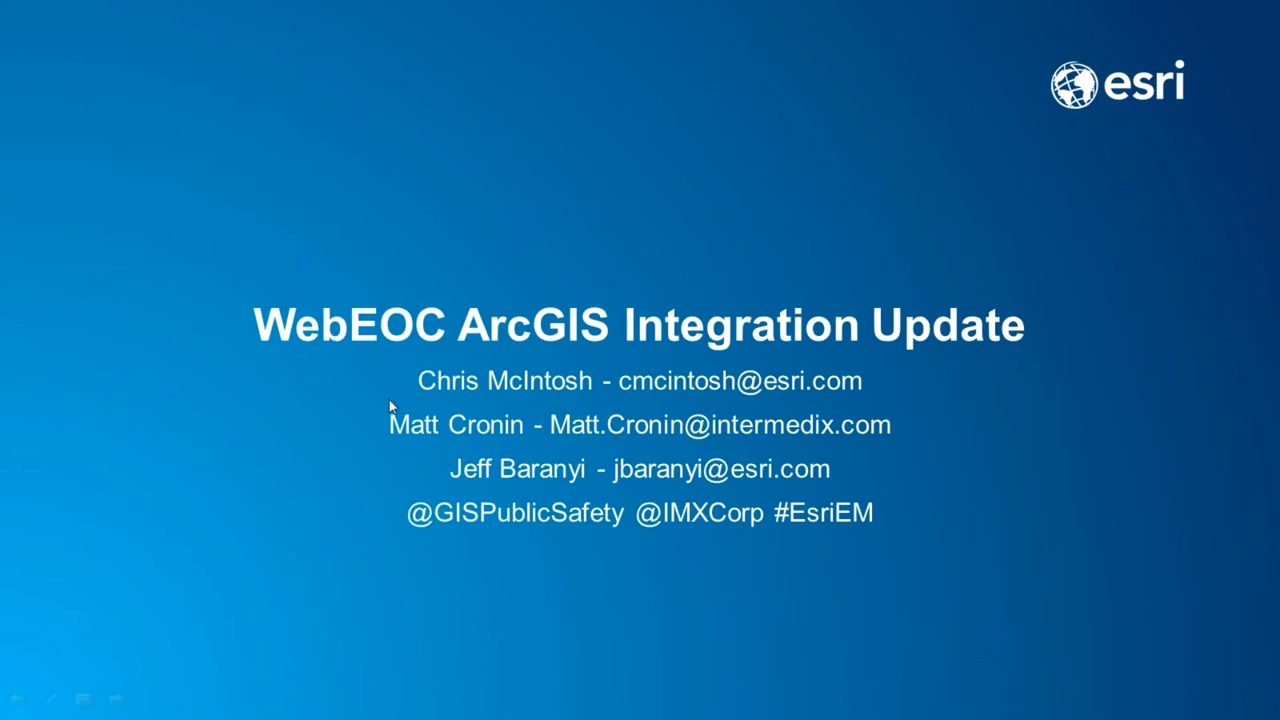 esri
WebEOC ArcGIS Integration Update
Chris McIntosh - cmcintosh@esri.com
Matt Cronin - Matt.Cronin@intermedix.com
Jeff Baranyi - jbaranyi@esri.com
@GISPublicSafety @IMXCorp #EsriEM